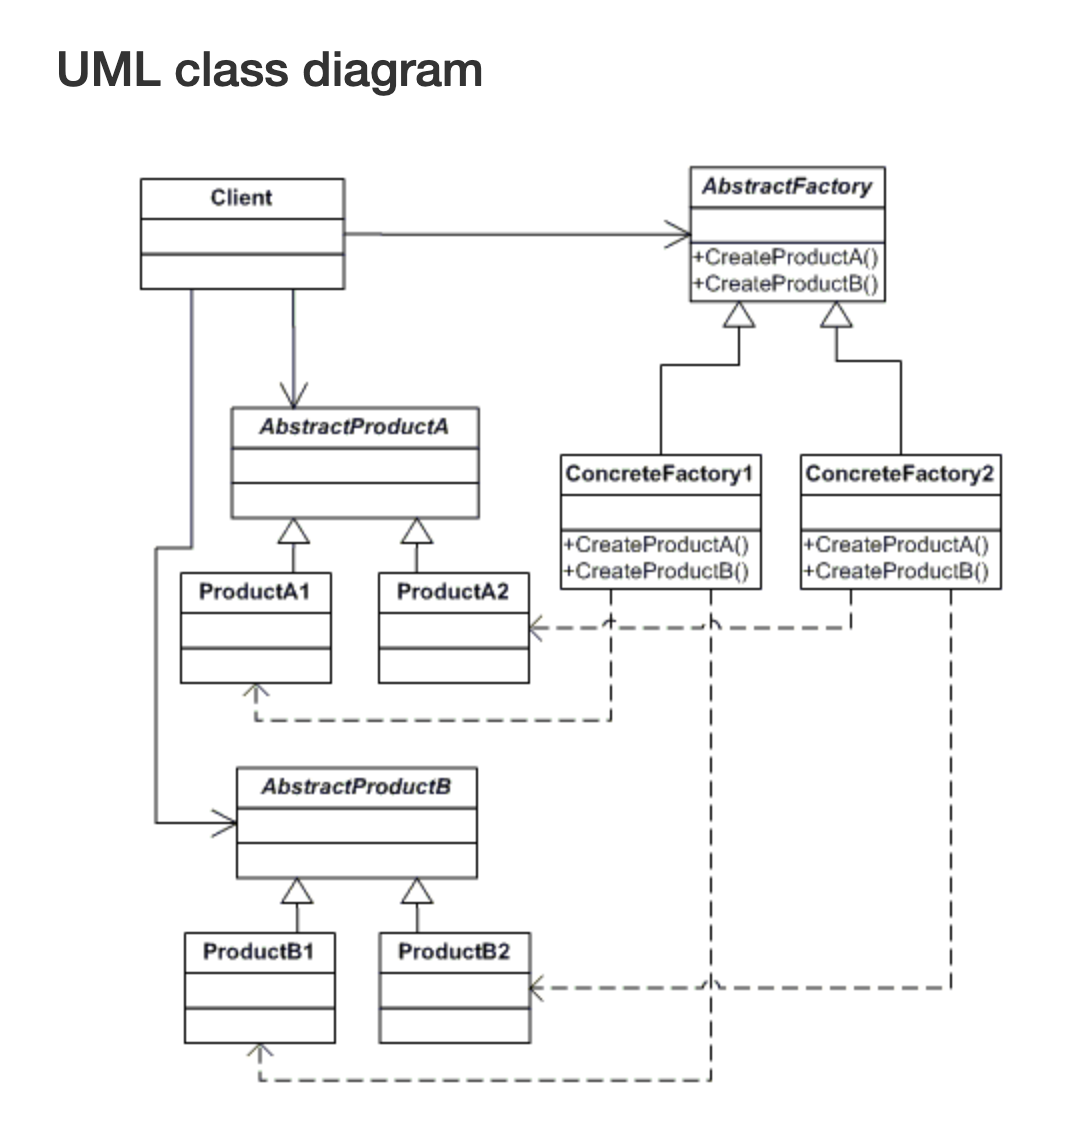 UML class diagram
Client
AbstractFactory
+CreateProductA()
+CreateProductB()
AbstractProductA
ConcreteFactory1
+CreateProductA()
+CreateProductB()
ConcreteFactory2
+CreateProductA()
+CreateProductB()
ProductA1
ProductA2
AbstractProductB
ProductB1
ProductB2